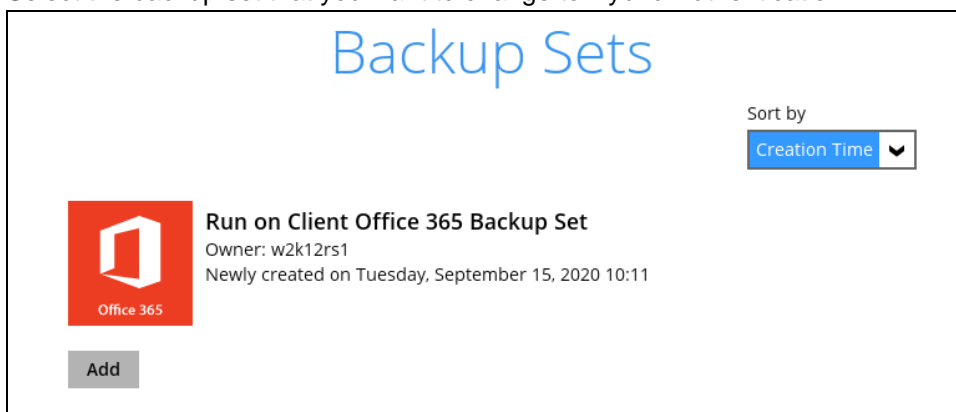 Backup Sets
Sort by
Creation Time
Run on Client Office 365 Backup Set
Owner: w2k12rs1
Newly created on Tuesday, September 15, 2020 10:11
Office 365
Add